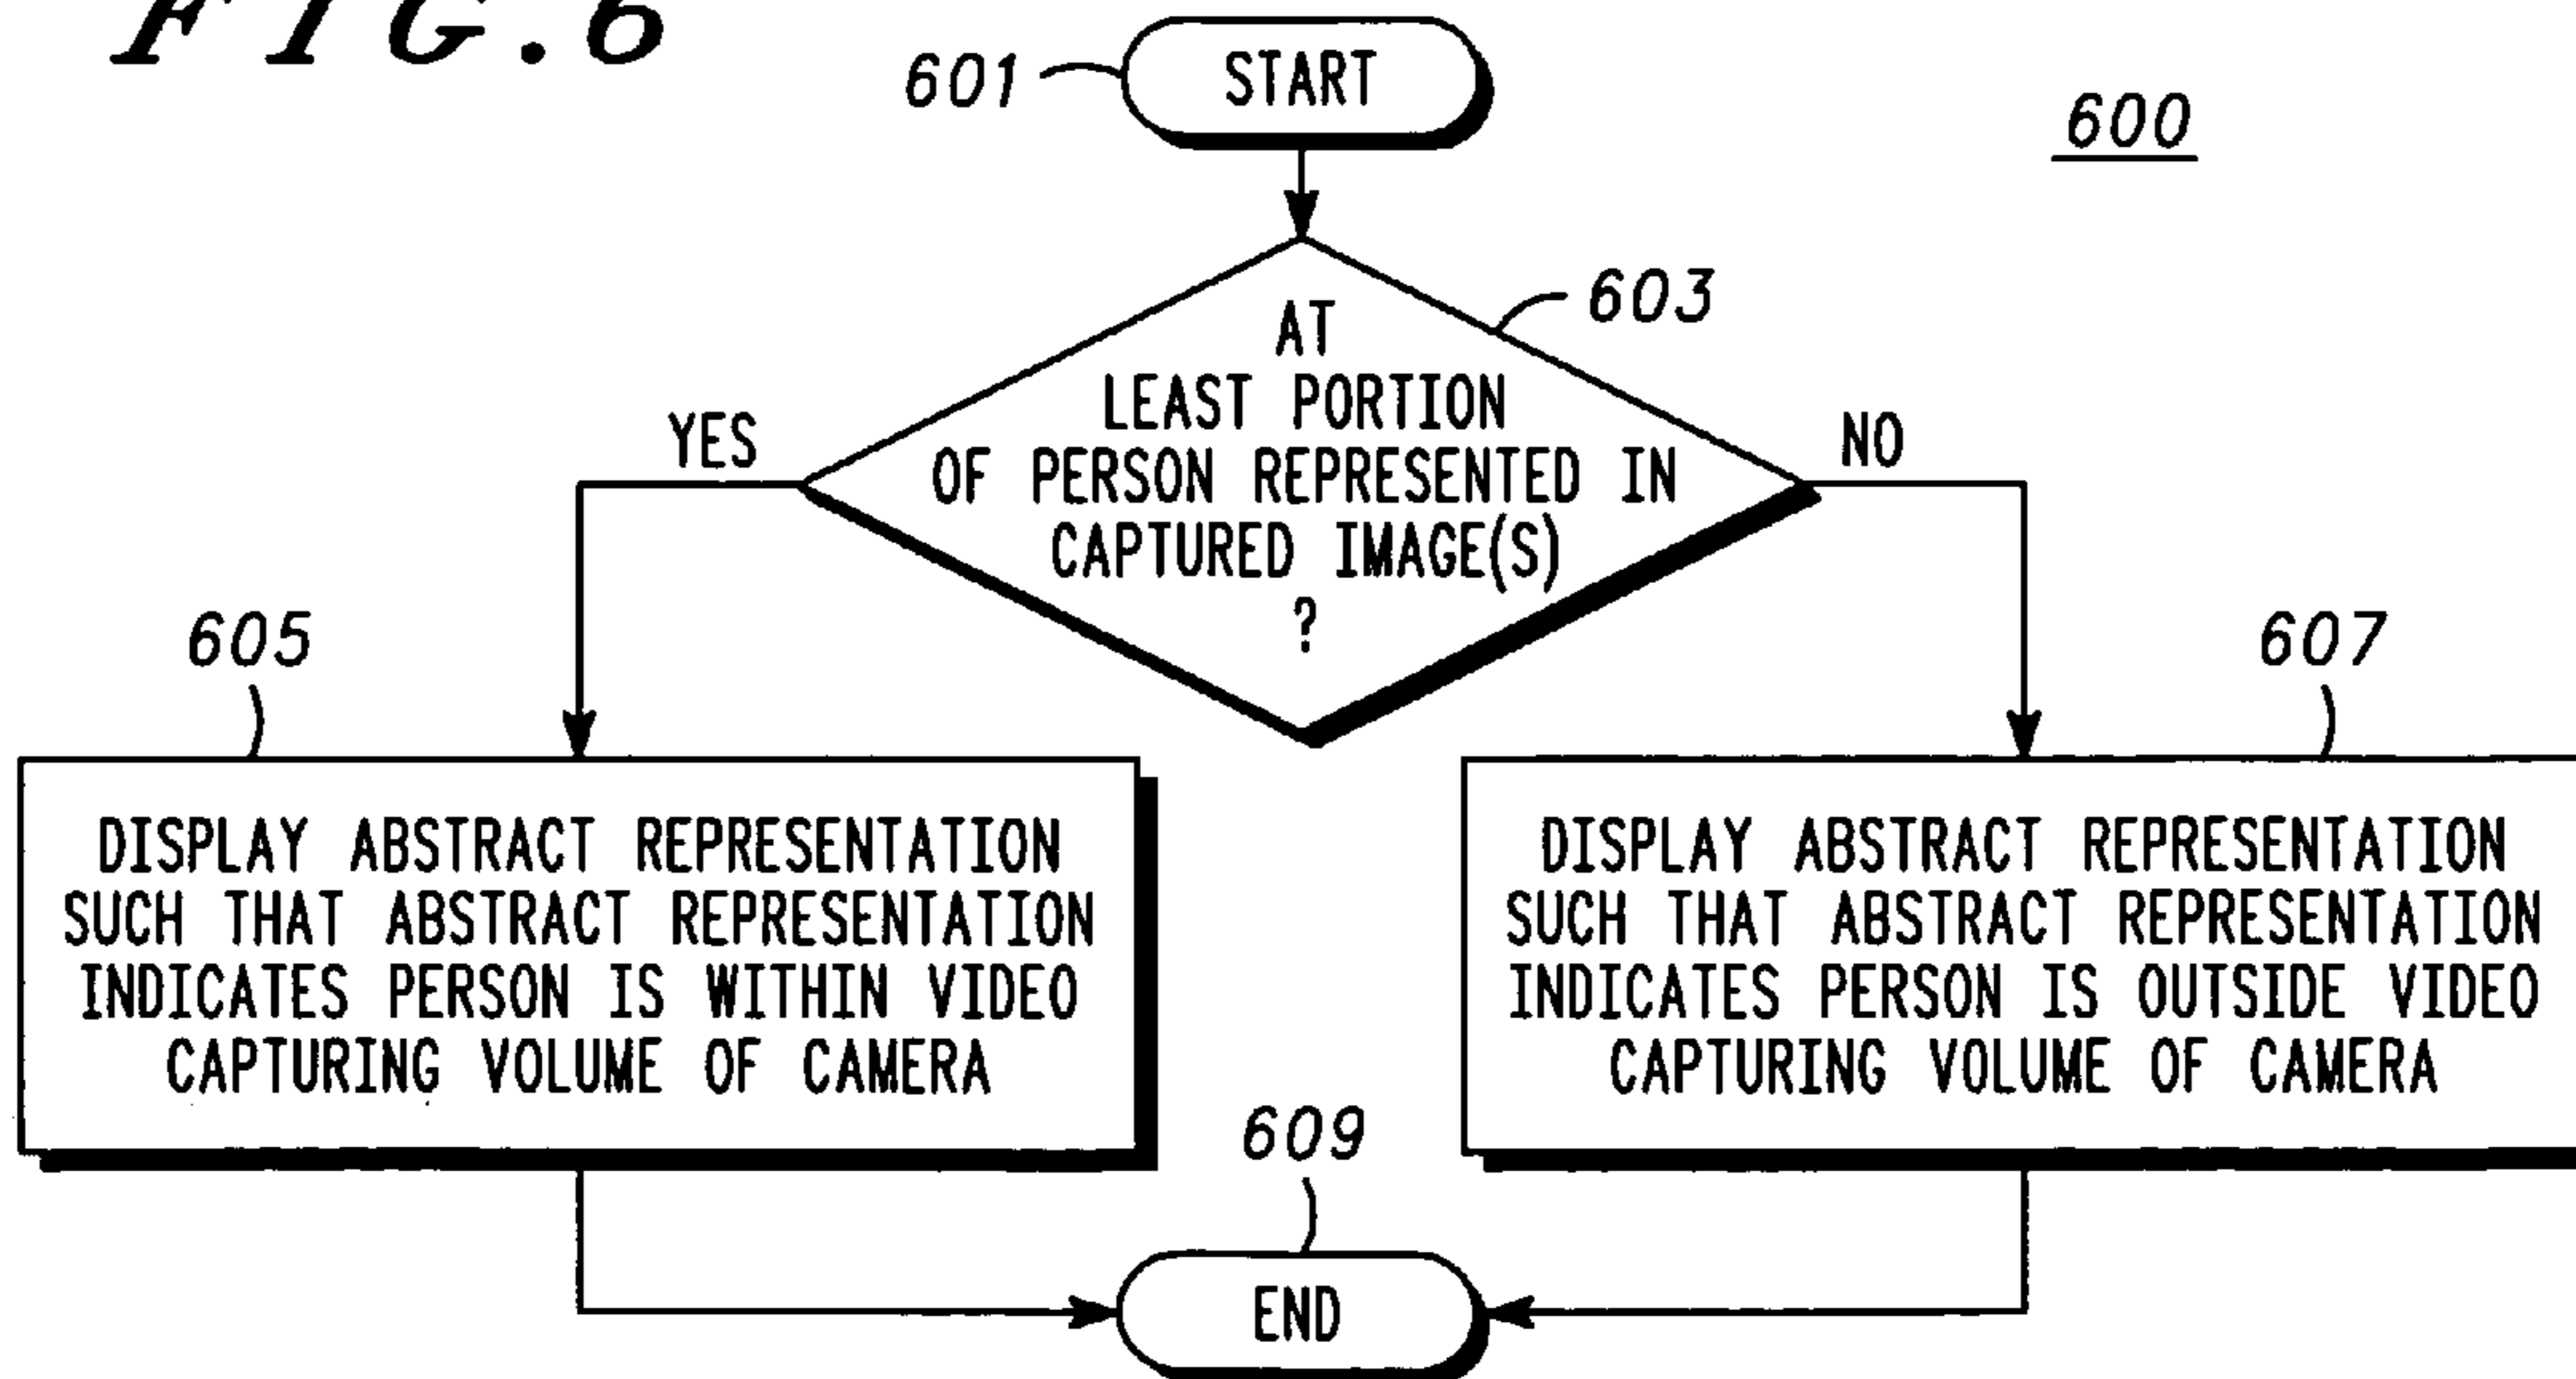 FIG.6
601
START
600
603
AT
LEAST PORTION
OF PERSON REPRESENTED IN
CAPTURED IMAGE(S)
?
YES
NO
605
607
DISPLAY ABSTRACT REPRESENTATION
SUCH THAT ABSTRACT REPRESENTATION
INDICATES PERSON IS WITHIN VIDEO
CAPTURING VOLUME OF CAMERA
DISPLAY ABSTRACT REPRESENTATION
SUCH THAT ABSTRACT REPRESENTATION
INDICATES PERSON IS OUTSIDE VIDEO
CAPTURING VOLUME OF CAMERA
609
END